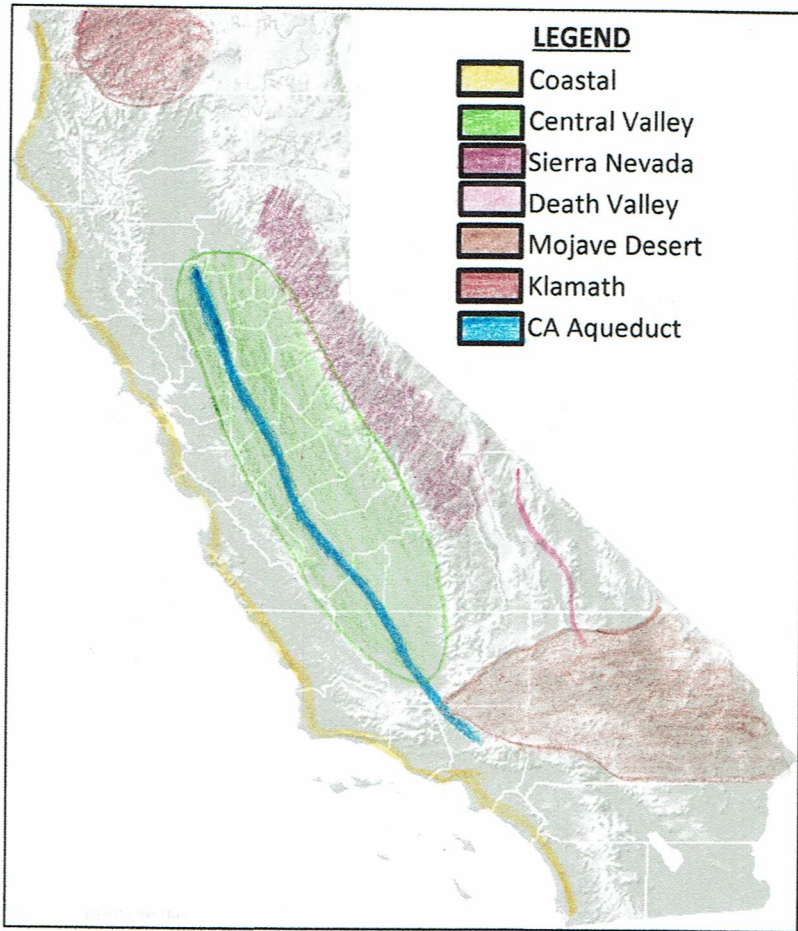 LEGEND
Coastal
Central Valley
Sierra Nevada
Death Valley
Mojave Desert
Klamath
CA Aqueduct